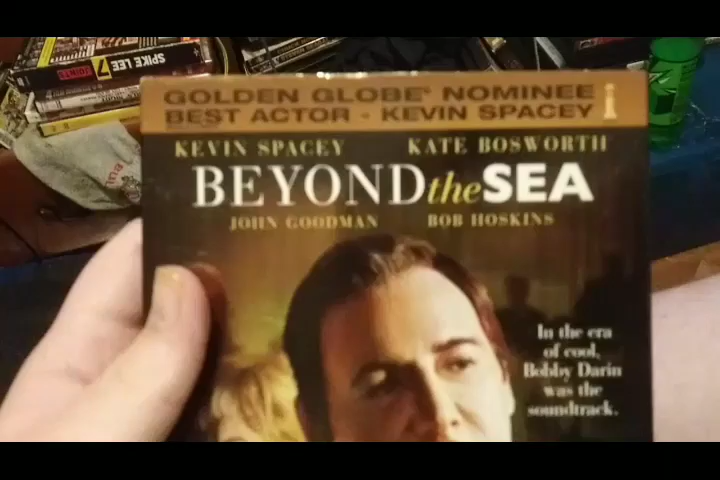 SPIKE LEE
GOLDEN GLOBE® NOMINEE
BEST ACTOR - KEVIN SPACEY
KEVIN SPACEY KATE BOSWORTH
BEYOND the SEA
JOHN GOODMAN BOB HOSKINS
In the era
of cool,
Bobby Darin
was the
soundtrack.